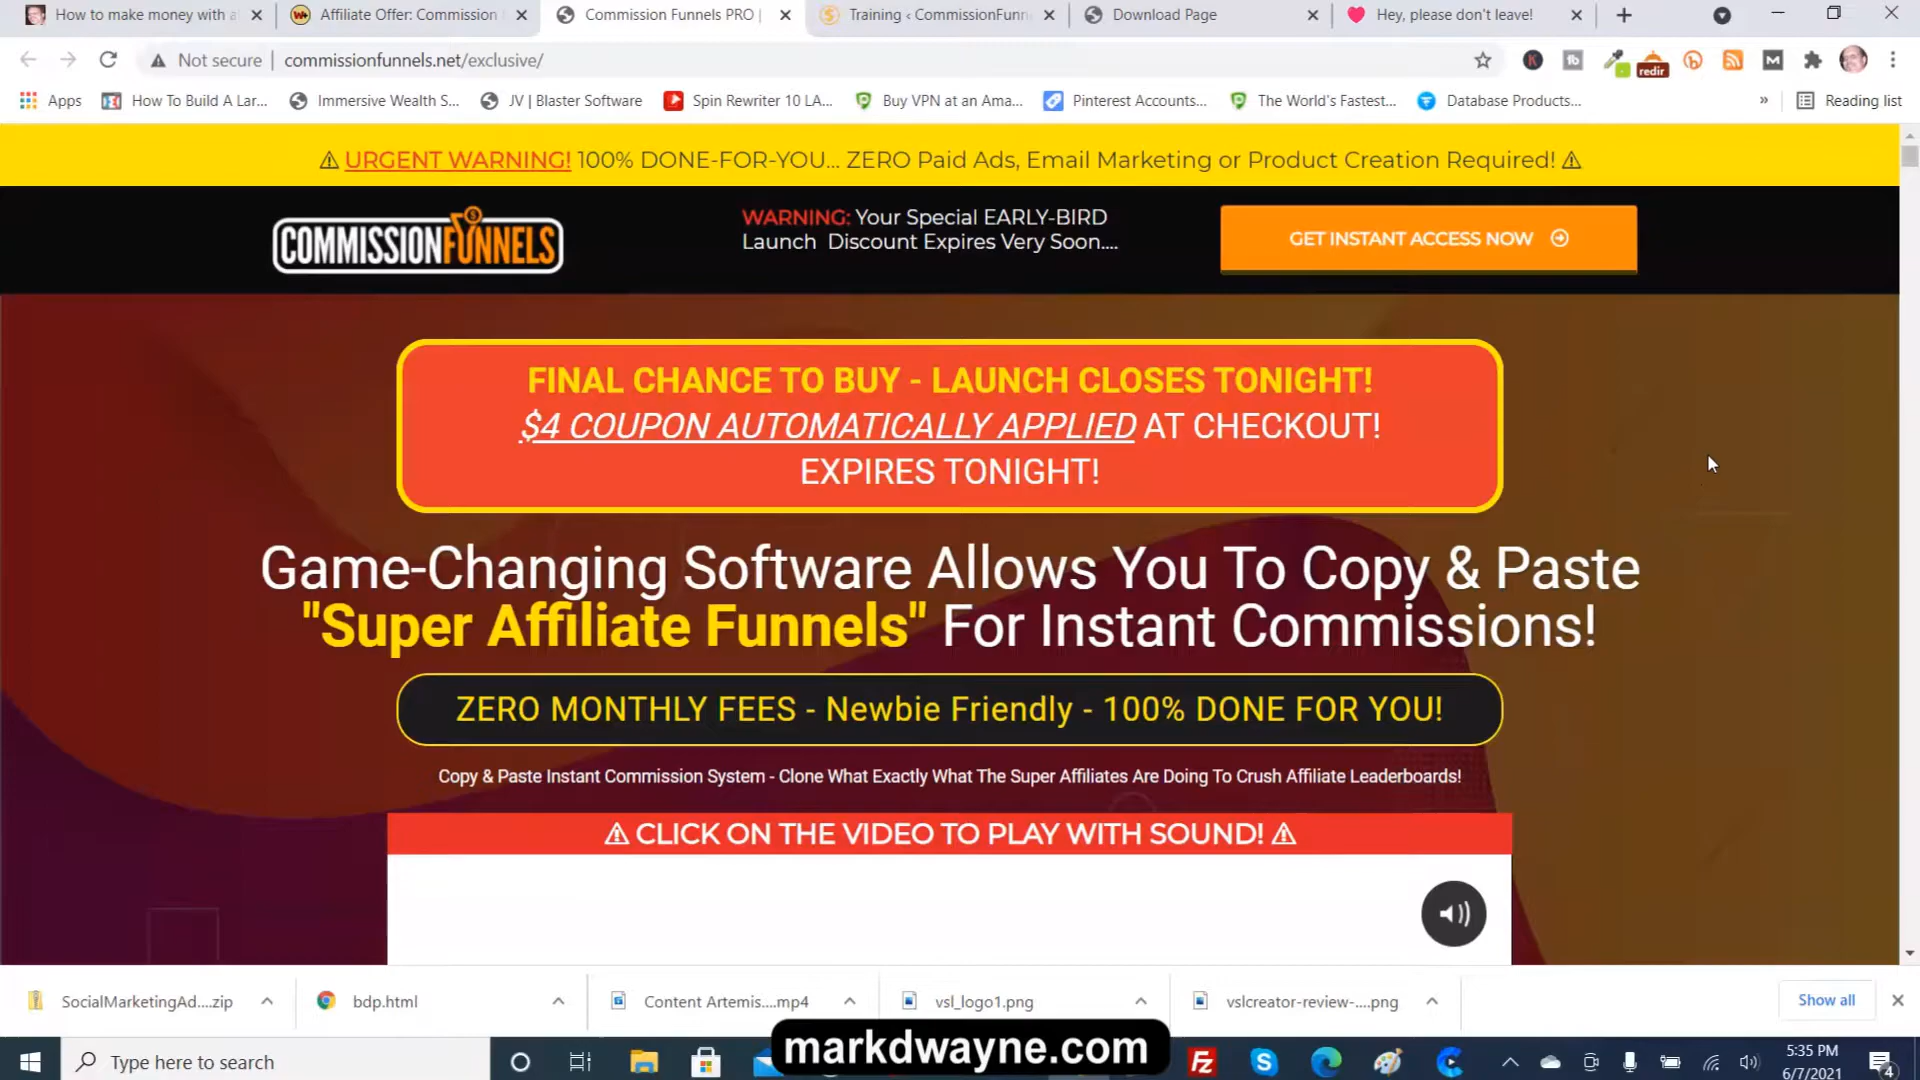 How to make money with a
Affiliate Offer: Commission
Commission Funnels PRO |
Training ‹ CommissionFunn
Download Page
Hey, please don't leave!
Not secure
commissionfunnels.net/exclusive/
redir
Apps
How To Build A Lar...
Immersive Wealth S...
JV | Blaster Software
Spin Rewriter 10 LA...
Buy VPN at an Ama...
Pinterest Accounts...
The World's Fastest...
Database Products...
»
Reading list
⚠ URGENT WARNING! 100% DONE-FOR-YOU... ZERO Paid Ads, Email Marketing or Product Creation Required! ⚠
COMMISSIONFUNNELS
WARNING: Your Special EARLY-BIRD
Launch Discount Expires Very Soon....
GET INSTANT ACCESS NOW
FINAL CHANCE TO BUY - LAUNCH CLOSES TONIGHT!
$4 COUPON AUTOMATICALLY APPLIED AT CHECKOUT!
EXPIRES TONIGHT!
Game-Changing Software Allows You To Copy & Paste
"Super Affiliate Funnels" For Instant Commissions!
ZERO MONTHLY FEES - Newbie Friendly - 100% DONE FOR YOU!
Copy & Paste Instant Commission System - Clone What Exactly What The Super Affiliates Are Doing To Crush Affiliate Leaderboards!
⚠ CLICK ON THE VIDEO TO PLAY WITH SOUND! ⚠
SocialMarketingAd....zip
bdp.html
Content Artemis....mp4
vsl_logo1.png
vslcreator-review-....png
Show all
markdwayne.com
Type here to search
5:35 PM
6/7/2021
4